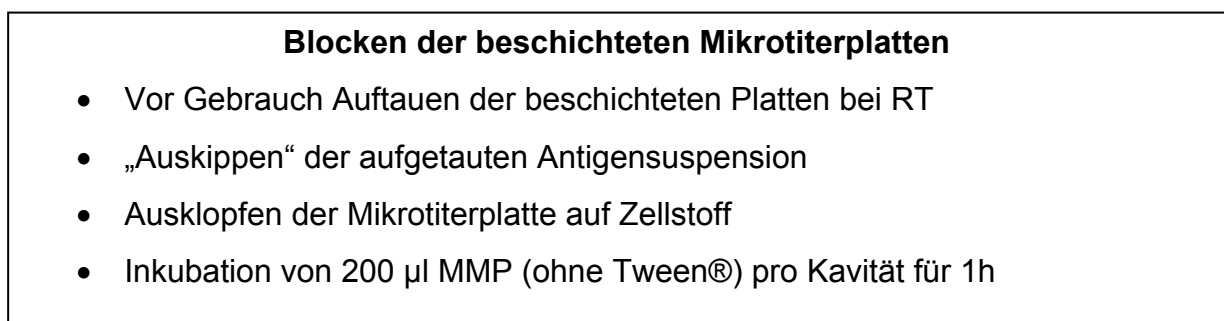 Blocken der beschichteten Mikrotiterplatten
• Vor Gebrauch Auftauen der beschichteten Platten bei RT
• „Auskippen“ der aufgetauten Antigensuspension
• Ausklopfen der Mikrotiterplatte auf Zellstoff
• Inkubation von 200 µl MMP (ohne Tween®) pro Kavität für 1h